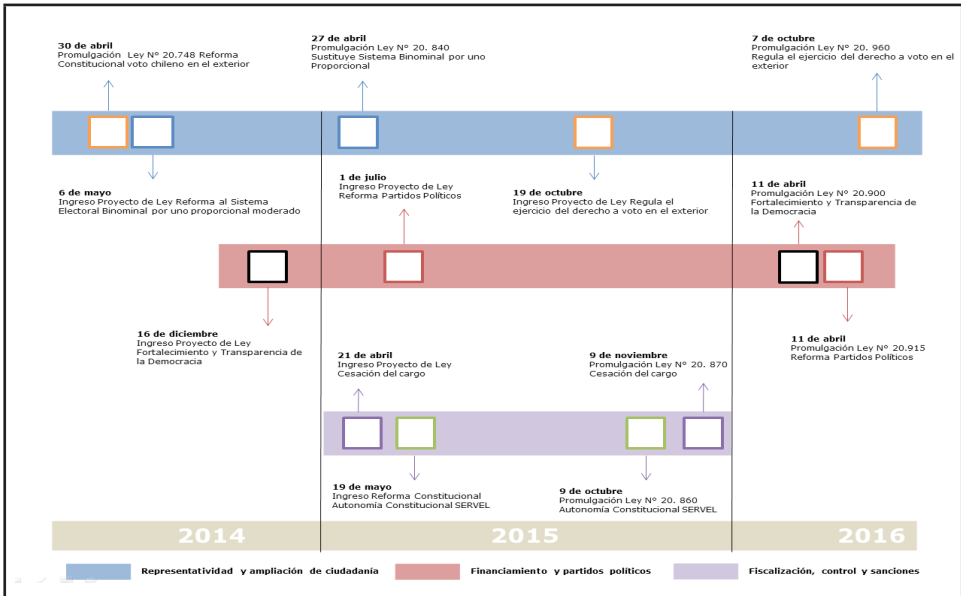 30 de abril
Promulgación Ley N° 20.748 Reforma
Constitucional voto chileno en el exterior
27 de abril
Promulgación Ley N° 20. 840
Sustituye Sistema Binominal por uno
Proporcional
7 de octubre
Promulgación Ley N° 20. 960
Regula el ejercicio del derecho a voto en el
exterior
6 de mayo
Ingreso Proyecto de Ley Reforma al Sistema
Electoral Binominal por uno proporcional moderado
1 de julio
Ingreso Proyecto de Ley
Reforma Partidos Políticos
19 de octubre
Ingreso Proyecto de Ley Regula el
ejercicio del derecho a voto en el exterior
11 de abril
Promulgación Ley N° 20.900
Fortalecimiento y Transparencia de
la Democracia
16 de diciembre
Ingreso Proyecto de Ley
Fortalecimiento y Transparencia de
la Democracia
21 de abril
Ingreso Proyecto de Ley
Cesación del cargo
9 de noviembre
Promulgación Ley N° 20. 870
Cesación del cargo
11 de abril
Promulgación Ley N° 20.915
Reforma Partidos Políticos
19 de mayo
Ingreso Reforma Constitucional
Autonomía Constitucional SERVEL
9 de octubre
Promulgación Ley N° 20. 860
Autonomía Constitucional SERVEL
2014
2015
2016
Representatividad y ampliación de ciudadanía
Financiamiento y partidos políticos
Fiscalización, control y sanciones